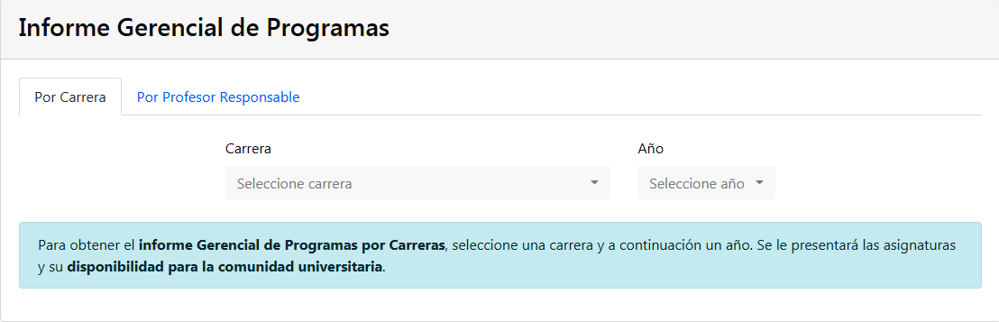 Informe Gerencial de Programas
Por Carrera
Por Profesor Responsable
Carrera
Año
Seleccione carrera
Seleccione año
Para obtener el informe Gerencial de Programas por Carreras, seleccione una carrera y a continuación un año. Se le presentará las asignaturas
y su disponibilidad para la comunidad universitaria.